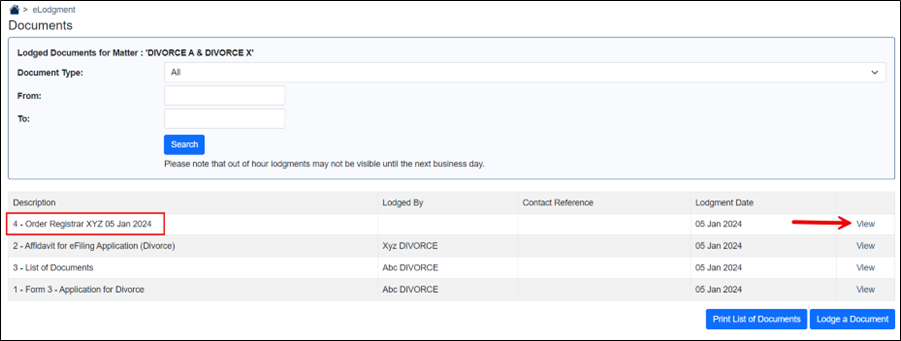 > eLodgment
Documents
Lodged Documents for Matter : 'DIVORCE A & DIVORCE X'
Document Type: All
From:
To:
Search
Please note that out of hour lodgments may not be visible until the next business day.
Description Lodged By Contact Reference Lodgment Date
4 - Order Registrar XYZ 05 Jan 2024 05 Jan 2024 View
2 - Affidavit for eFiling Application (Divorce) Xyz DIVORCE 05 Jan 2024 View
3 - List of Documents Abc DIVORCE 05 Jan 2024 View
1 - Form 3 - Application for Divorce Abc DIVORCE 05 Jan 2024 View
Print List of Documents Lodge a Document